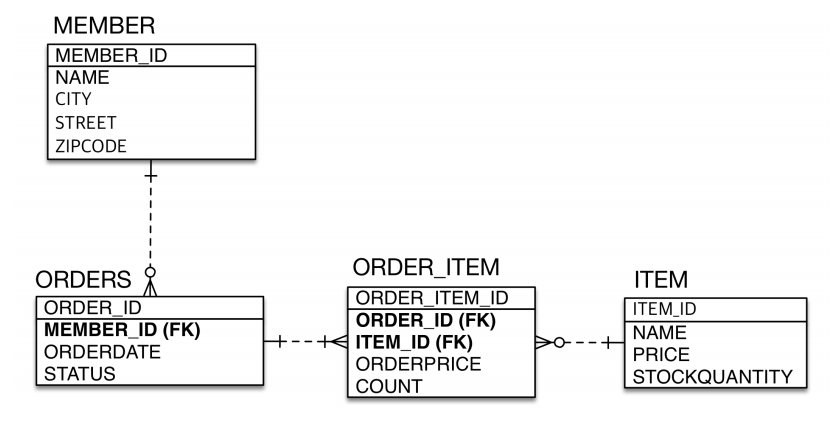 MEMBER
MEMBER_ID
NAME
CITY
STREET
ZIPCODE
ORDERS
ORDER_ID
MEMBER_ID (FK)
ORDERDATE
STATUS
ORDER_ITEM
ORDER_ITEM_ID
ORDER_ID (FK)
ITEM_ID (FK)
ORDERPRICE
COUNT
ITEM
ITEM_ID
NAME
PRICE
STOCKQUANTITY